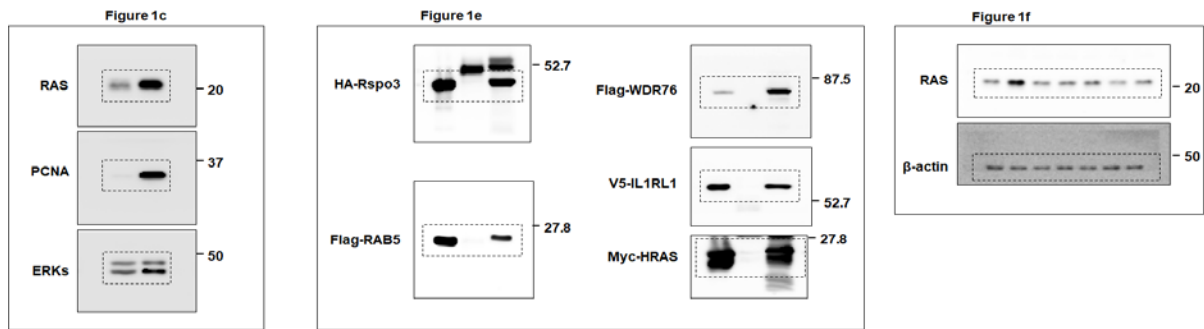 Figure 1c
RAS
20
PCNA
37
ERKs
50
Figure 1e
HA-Rspo3
52.7
Flag-RAB5
27.8
Flag-WDR76
87.5
V5-IL1RL1
52.7
Myc-HRAS
27.8
Figure 1f
RAS
20
β-actin
50